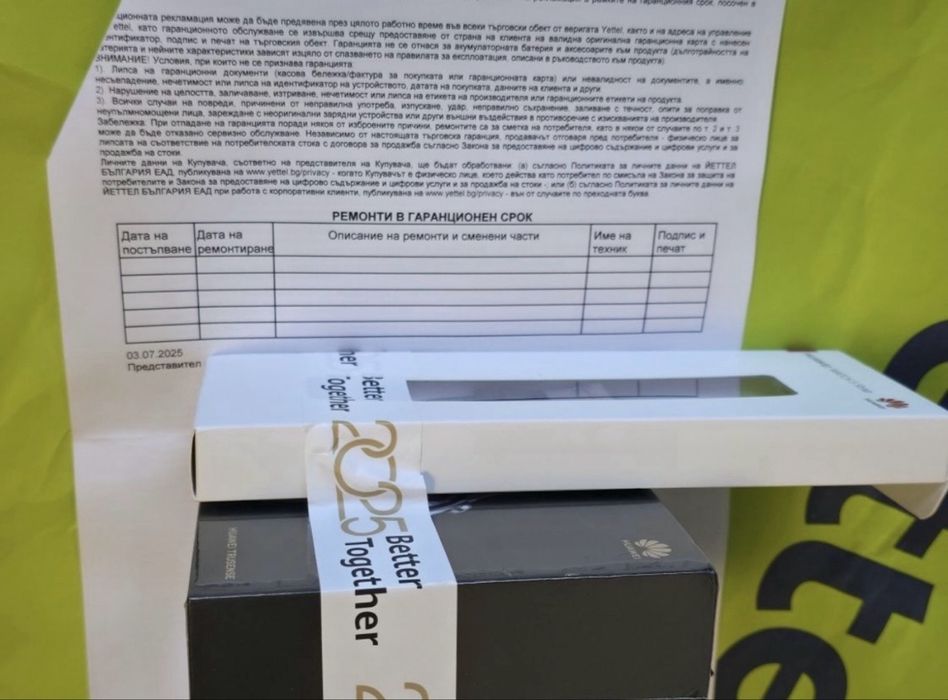 ционната рекламация може да бъде предявена през цялото работно време във всеки търговски обект от веригата Yettel, както и на адреса на управление
ettel, като гаранционното обслужване се извършва срещу предоставяне от страна на клиента на валидна оригинална гаранционна карта с нанесен
нтификатор, подпис и печат на търговския обект. Гаранцията не се отнася за акумулаторната батерия и аксесоарите към продукта (дълготрайността на
терията и нейните характеристики зависят изцяло от спазването на правилата за експлоатация, описани в ръководството към продукта).
ВНИМАНИЕ! Условия, при които не се признава гаранцията:
1). Липса на гаранционни документи (касова бележка/фактура за покупката или гаранционната карта) или невалидност на документите, а именно:
несъвпадение, нечетимост или липса на идентификатор на устройството, датата на покупката, данните на клиента и други.
2). Нарушение на целостта, заличаване, изтриване, нечетимост или липса на етикета на производителя или гаранционните етикети на продукта.
3). Всички случаи на повреди, причинени от неправилна употреба, изпускане, удар, неправилно съхранение, заливане с течност, опити за поправка от
неупълномощени лица, зареждане с неоригинални зарядни устройства или други външни въздействия в противоречие с изискванията на производителя.
Забележка: При отпадане на гаранцията поради някоя от изброените причини, ремонтите са за сметка на потребителя, като в някои от случаите по т. 2 и т. 3
може да бъде отказано сервизно обслужване. Независимо от настоящата търговска гаранция, продавачът отговаря пред потребителя - физическо лице за
липсата на съответствие на потребителската стока с договора за продажба съгласно Закона за предоставяне на цифрово съдържание и цифрови услуги и за
продажба на стоки.
Личните данни на Купувача, съответно на представителя на Купувача, ще бъдат обработвани: (а) съгласно Политиката за личните данни на ЙЕТТЕЛ
БЪЛГАРИЯ ЕАД, публикувана на www.yettel.bg/privacy - когато Купувачът е физическо лице, което действа като потребител по смисъла на Закона за защита на
потребителите и Закона за предоставяне на цифрово съдържание и цифрови услуги и за продажба на стоки -; или (б) съгласно Политиката за личните данни на
ЙЕТТЕЛ БЪЛГАРИЯ ЕАД при работа с корпоративни клиенти, публикувана на www.yettel.bg/privacy - вън от случаите по преходната буква.
РЕМОНТИ В ГАРАНЦИОНЕН СРОК
Дата на постъпване Дата на ремонтиране Описание на ремонти и сменени части Име на техник Подпис и печат
03.07.2025
Представител
her
Better
Together
2025
Better
Together
HUAWEI
HUAWEI TRUSENSE
HUAWEI
tte